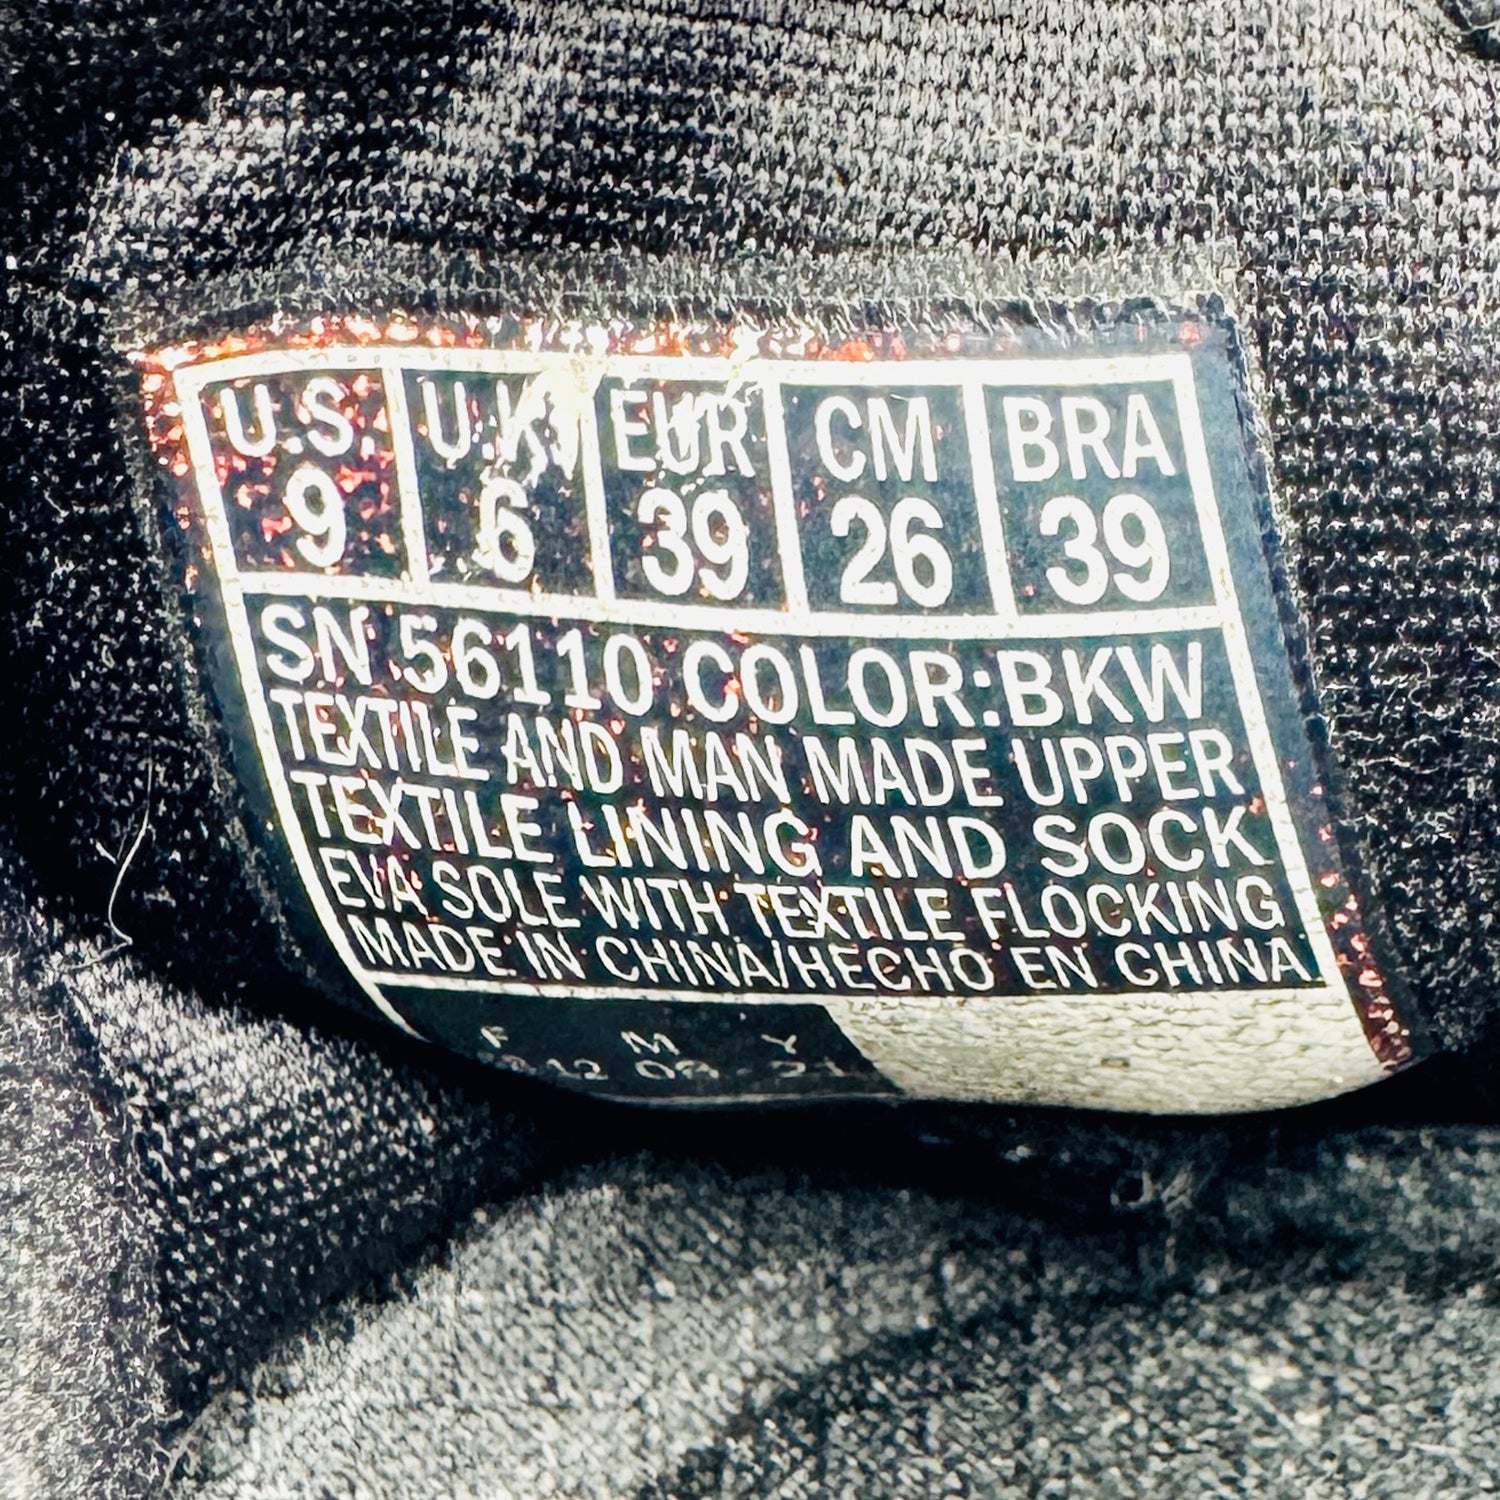 U.S. U.K. EUR CM BRA
9 6 39 26 39
SN 56110 COLOR:BKW
TEXTILE AND MAN MADE UPPER
TEXTILE LINING AND SOCK
EVA SOLE WITH TEXTILE FLOCKING
MADE IN CHINA/HECHO EN CHINA
F M Y